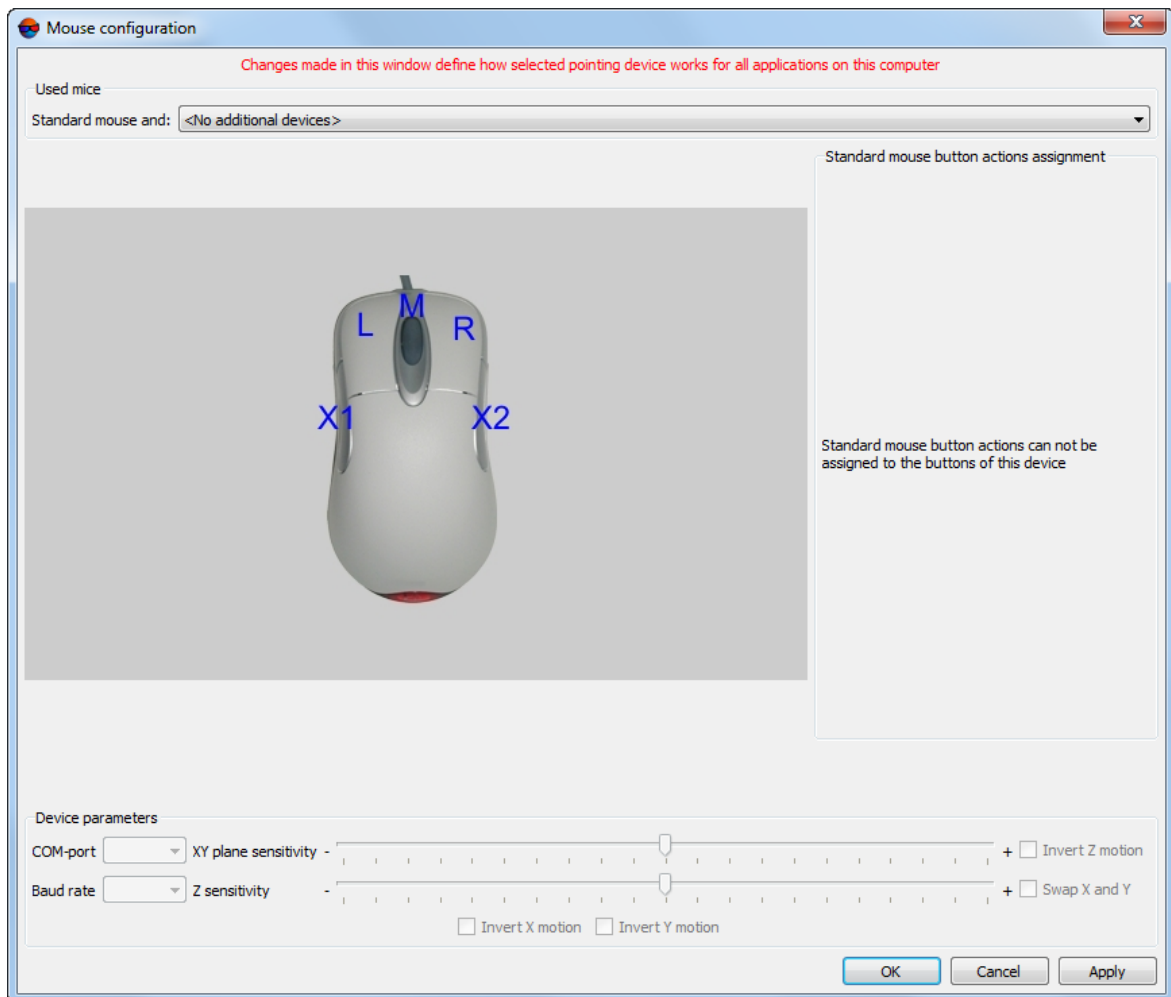 Mouse configuration
Changes made in this window define how selected pointing device works for all applications on this computer
Used mice
Standard mouse and: <No additional devices>
Standard mouse button actions assignment
M
L R
X1 X2
Standard mouse button actions can not be
assigned to the buttons of this device
Device parameters
COM-port XY plane sensitivity - + Invert Z motion
Baud rate Z sensitivity - + Swap X and Y
Invert X motion Invert Y motion
OK Cancel Apply